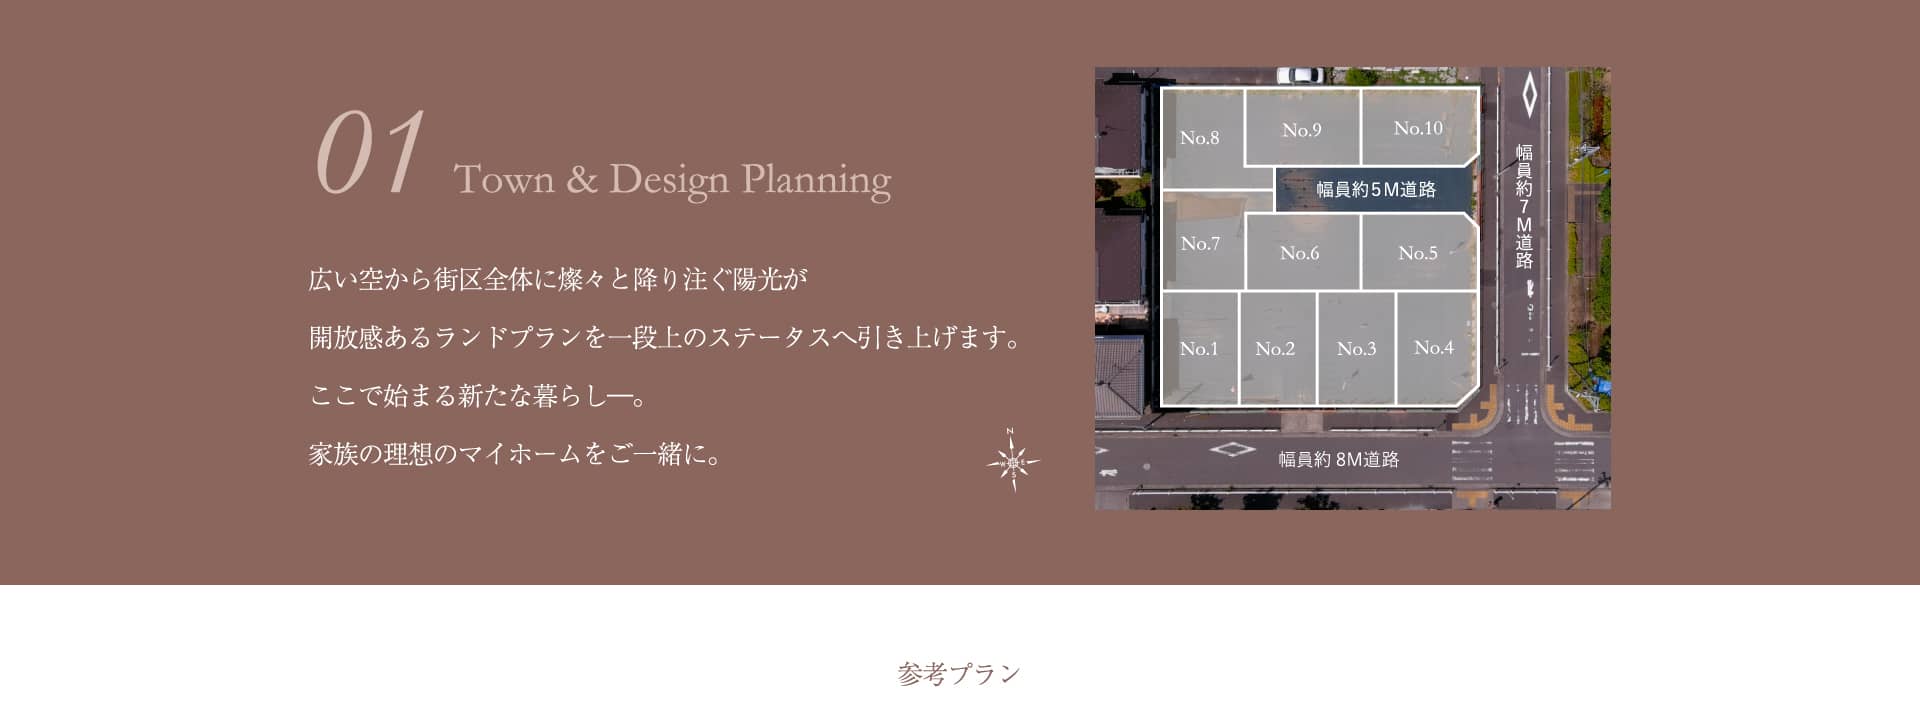 01 Town & Design Planning
広い空から街区全体に燦々と降り注ぐ陽光が
開放感あるランドプランを一段上のステータスへ引き上げます。
ここで始まる新たな暮らし―。
家族の理想のマイホームをご一緒に。
N
W E
S
No.8
No.9
No.10
幅員約5M道路
幅員約7M道路
No.7
No.6
No.5
No.1
No.2
No.3
No.4
幅員約 8M道路
参考プラン